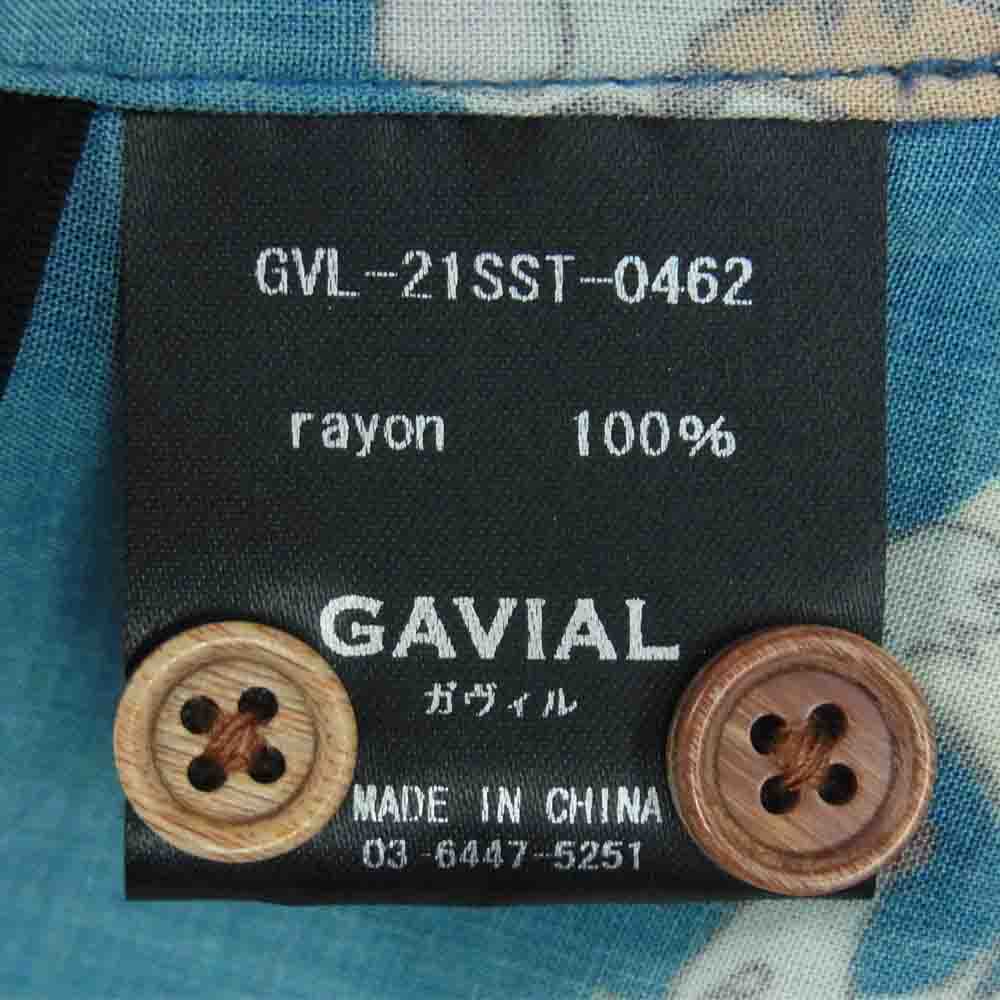 GVL-21SST-0462
rayon 100%
GAVIAL
ガヴィル
MADE IN CHINA
03-6447-5251